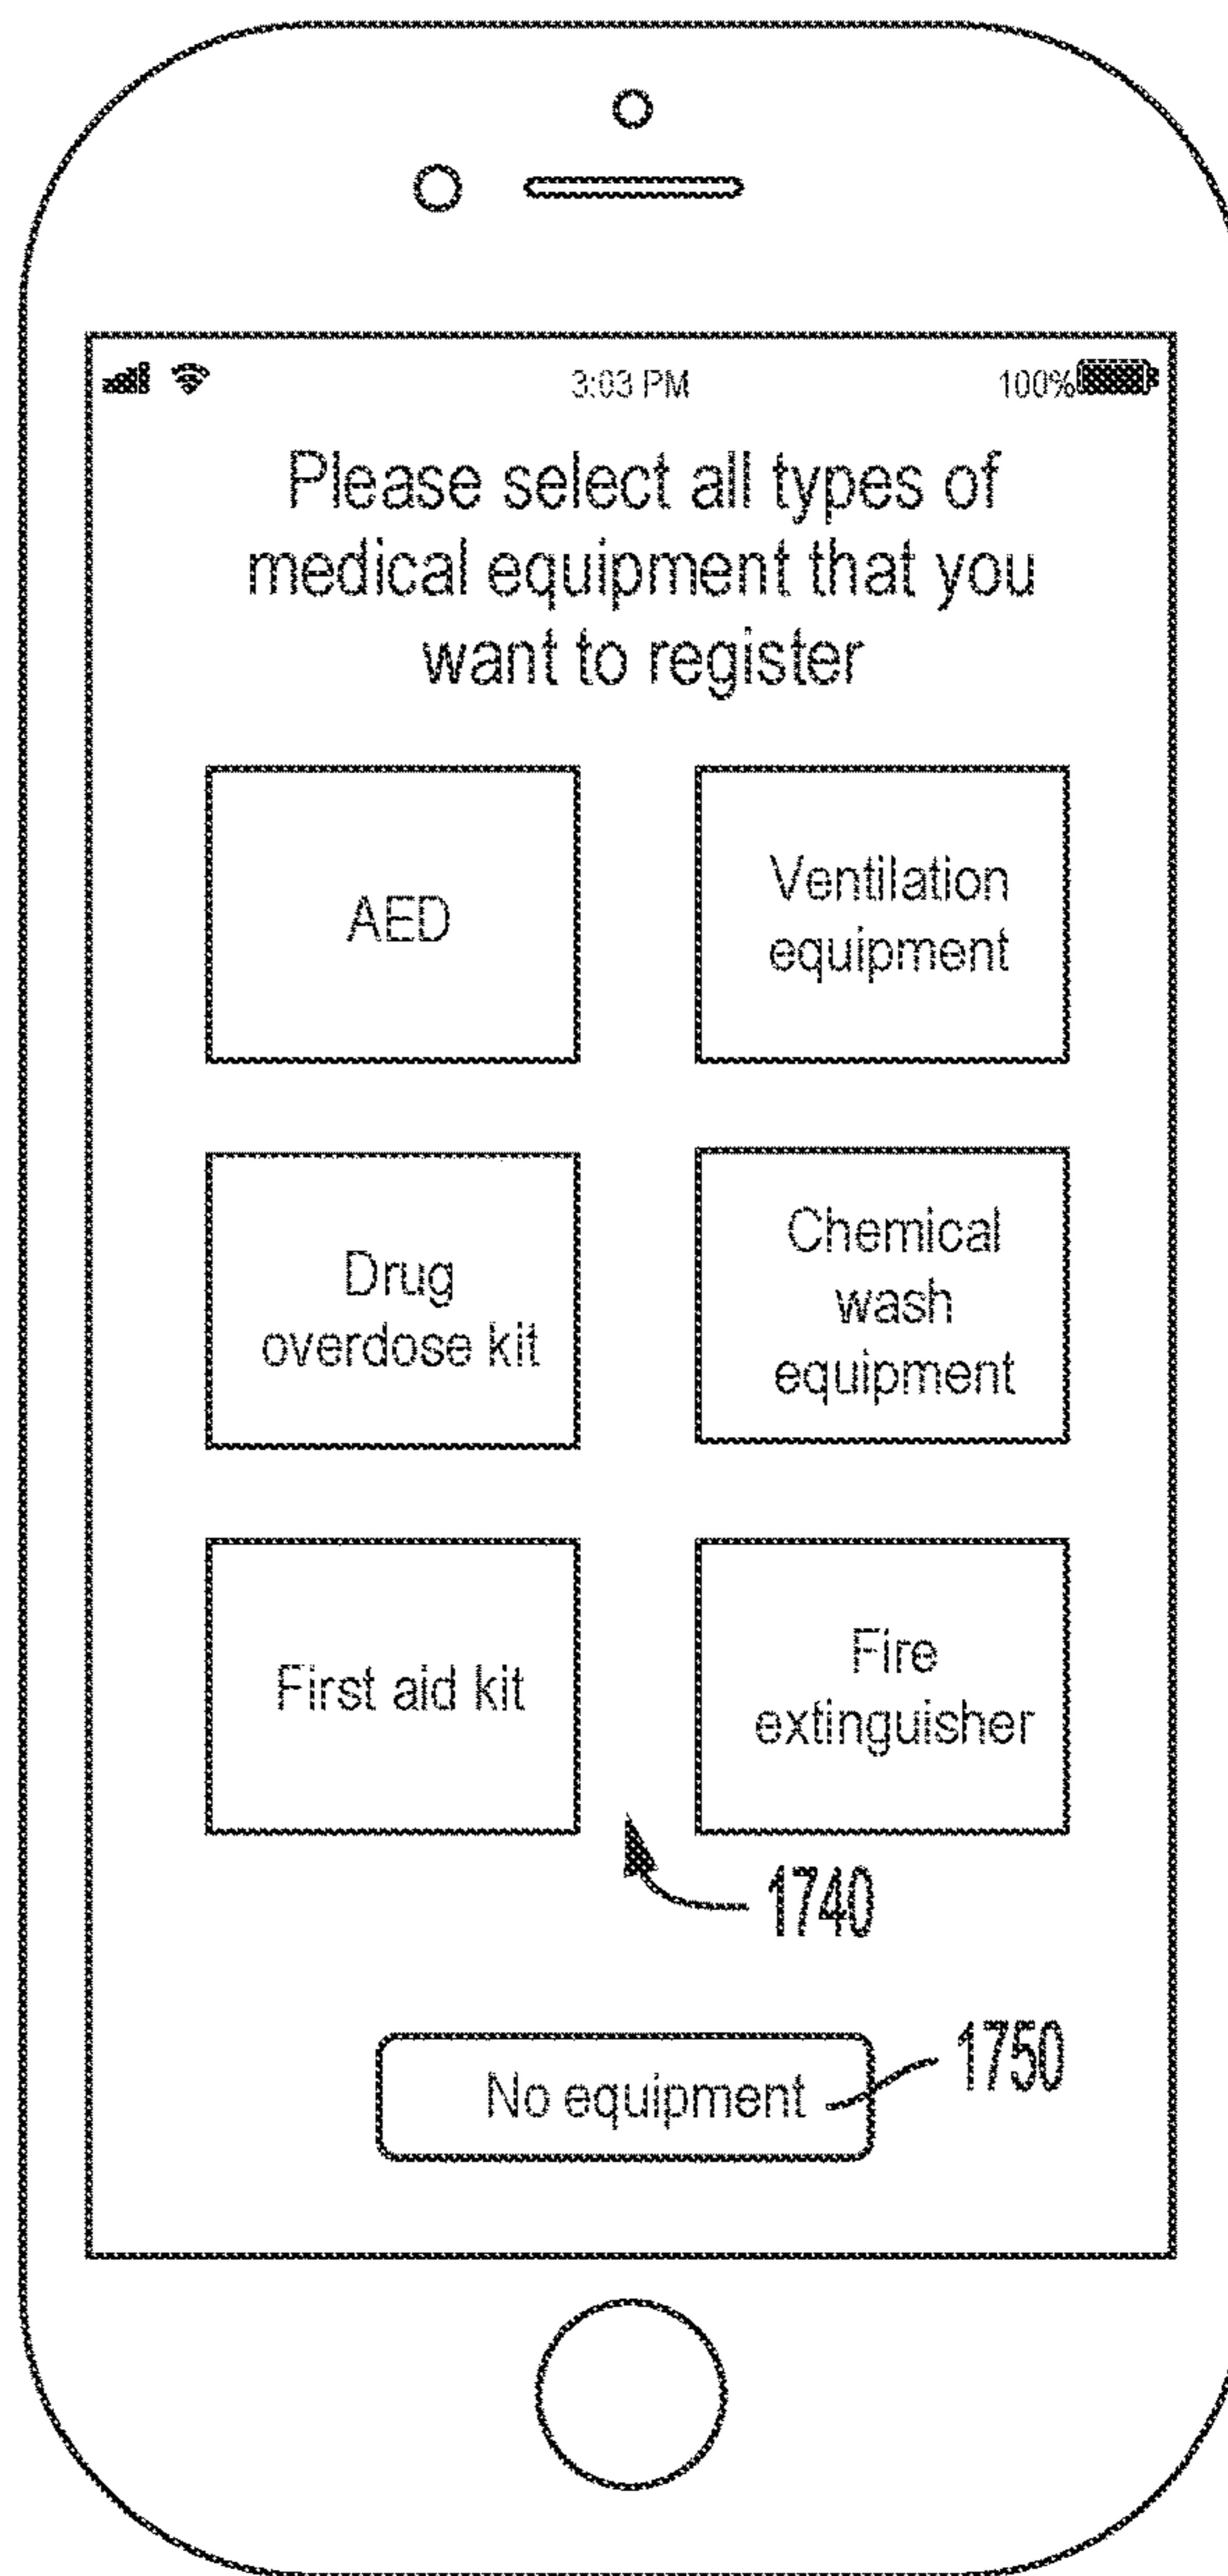 3:03 PM 100%
Please select all types of
medical equipment that you
want to register
AED
Ventilation
equipment
Drug
overdose kit
Chemical
wash
equipment
First aid kit
Fire
extinguisher
1740
No equipment
1750